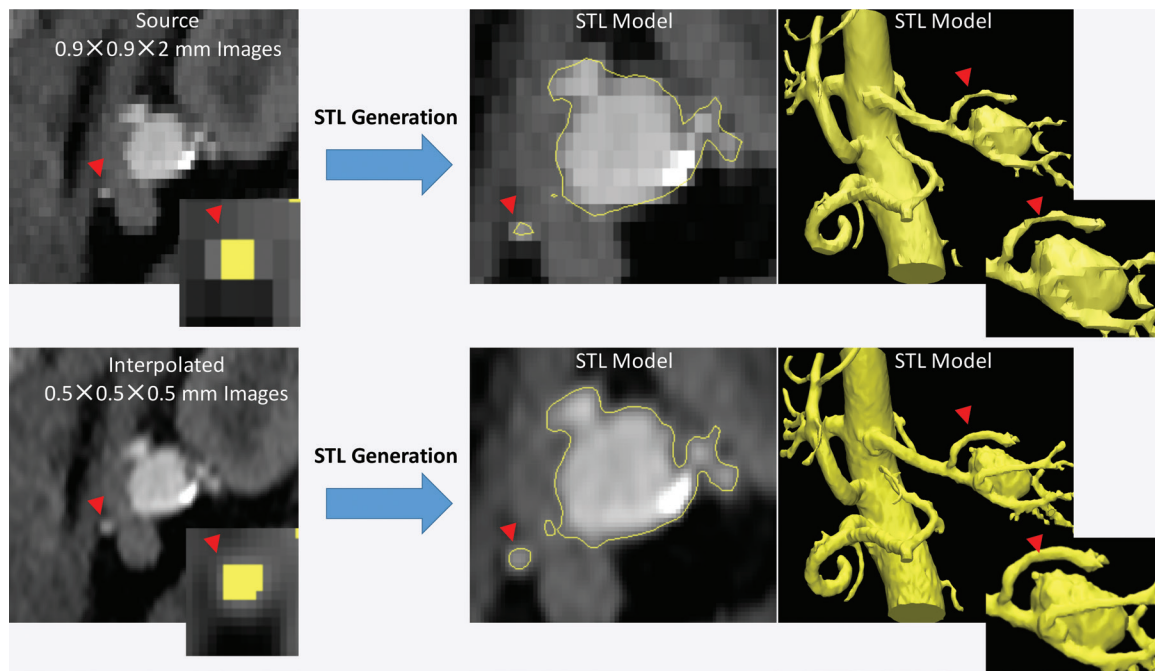 Source
0.9×0.9×2 mm Images
STL Generation
STL Model
STL Model
Interpolated
0.5×0.5×0.5 mm Images
STL Generation
STL Model
STL Model